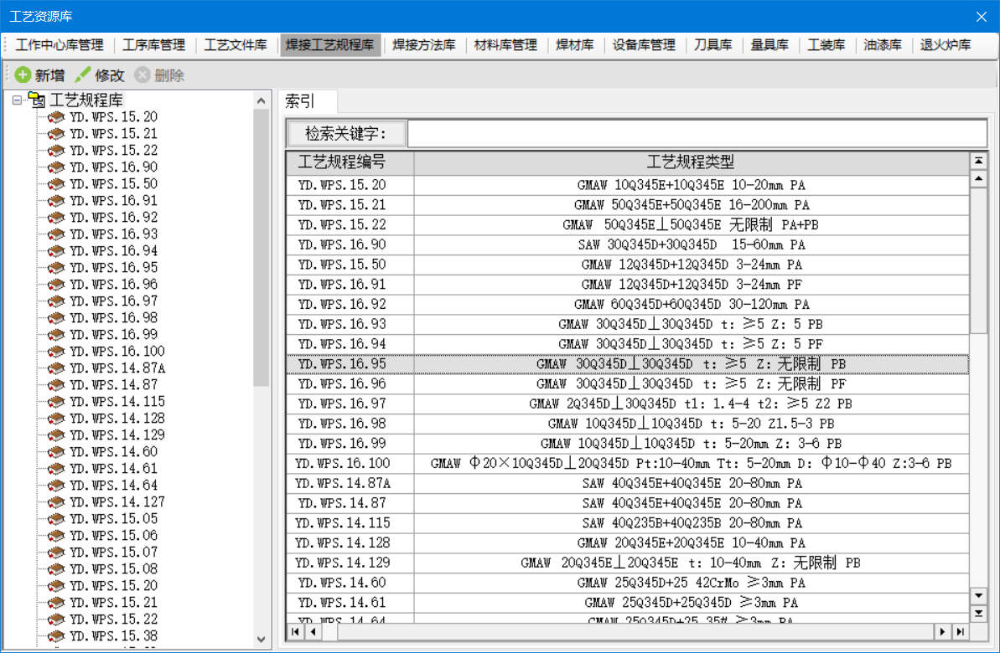 工艺资源库
工作中心库管理 工序库管理 工艺文件库 焊接工艺规程库 焊接方法库 材料库管理 焊材库 设备库管理 刀具库 量具库 工装库 油漆库 退火炉库
新增 修改 删除
工艺规程库
YD.WPS.15.20
YD.WPS.15.21
YD.WPS.15.22
YD.WPS.16.90
YD.WPS.15.50
YD.WPS.16.91
YD.WPS.16.92
YD.WPS.16.93
YD.WPS.16.94
YD.WPS.16.95
YD.WPS.16.96
YD.WPS.16.97
YD.WPS.16.98
YD.WPS.16.99
YD.WPS.16.100
YD.WPS.14.87A
YD.WPS.14.87
YD.WPS.14.115
YD.WPS.14.128
YD.WPS.14.129
YD.WPS.14.60
YD.WPS.14.61
YD.WPS.14.64
YD.WPS.14.127
YD.WPS.15.05
YD.WPS.15.06
YD.WPS.15.07
YD.WPS.15.08
YD.WPS.15.20
YD.WPS.15.21
YD.WPS.15.22
YD.WPS.15.38
索引
检索关键字:
工艺规程编号 工艺规程类型
YD.WPS.15.20 GMAW 10Q345E+10Q345E 10-20mm PA
YD.WPS.15.21 GMAW 50Q345E+50Q345E 16-200mm PA
YD.WPS.15.22 GMAW 50Q345E⊥50Q345E 无限制 PA+PB
YD.WPS.16.90 SAW 30Q345D+30Q345D 15-60mm PA
YD.WPS.15.50 GMAW 12Q345D+12Q345D 3-24mm PA
YD.WPS.16.91 GMAW 12Q345D+12Q345D 3-24mm PF
YD.WPS.16.92 GMAW 60Q345D+60Q345D 30-120mm PA
YD.WPS.16.93 GMAW 30Q345D⊥30Q345D t: ≥5 Z: 5 PB
YD.WPS.16.94 GMAW 30Q345D⊥30Q345D t: ≥5 Z: 5 PF
YD.WPS.16.95 GMAW 30Q345D⊥30Q345D t: ≥5 Z: 无限制 PB
YD.WPS.16.96 GMAW 30Q345D⊥30Q345D t: ≥5 Z: 无限制 PF
YD.WPS.16.97 GMAW 2Q345D⊥30Q345D t1: 1.4-4 t2: ≥5 Z2 PB
YD.WPS.16.98 GMAW 10Q345D⊥10Q345D t: 5-20 Z1.5-3 PB
YD.WPS.16.99 GMAW 10Q345D⊥10Q345D t: 5-20mm Z: 3-6 PB
YD.WPS.16.100 GMAW Φ20×10Q345D⊥20Q345D Pt:10-40mm Tt: 5-20mm D: Φ10-Φ40 Z:3-6 PB
YD.WPS.14.87A SAW 40Q345E+40Q345E 20-80mm PA
YD.WPS.14.87 SAW 40Q345E+40Q345E 20-80mm PA
YD.WPS.14.115 SAW 40Q235B+40Q235B 20-80mm PA
YD.WPS.14.128 GMAW 20Q345E+20Q345E 10-40mm PA
YD.WPS.14.129 GMAW 20Q345E⊥20Q345E t: 10-40mm Z: 无限制 PB
YD.WPS.14.60 GMAW 25Q345D+25 42CrMo ≥3mm PA
YD.WPS.14.61 GMAW 25Q345D+25Q345D ≥3mm PA
YD.WPS.14.64 GMAW 25Q345D+25 35# ≥3mm PA